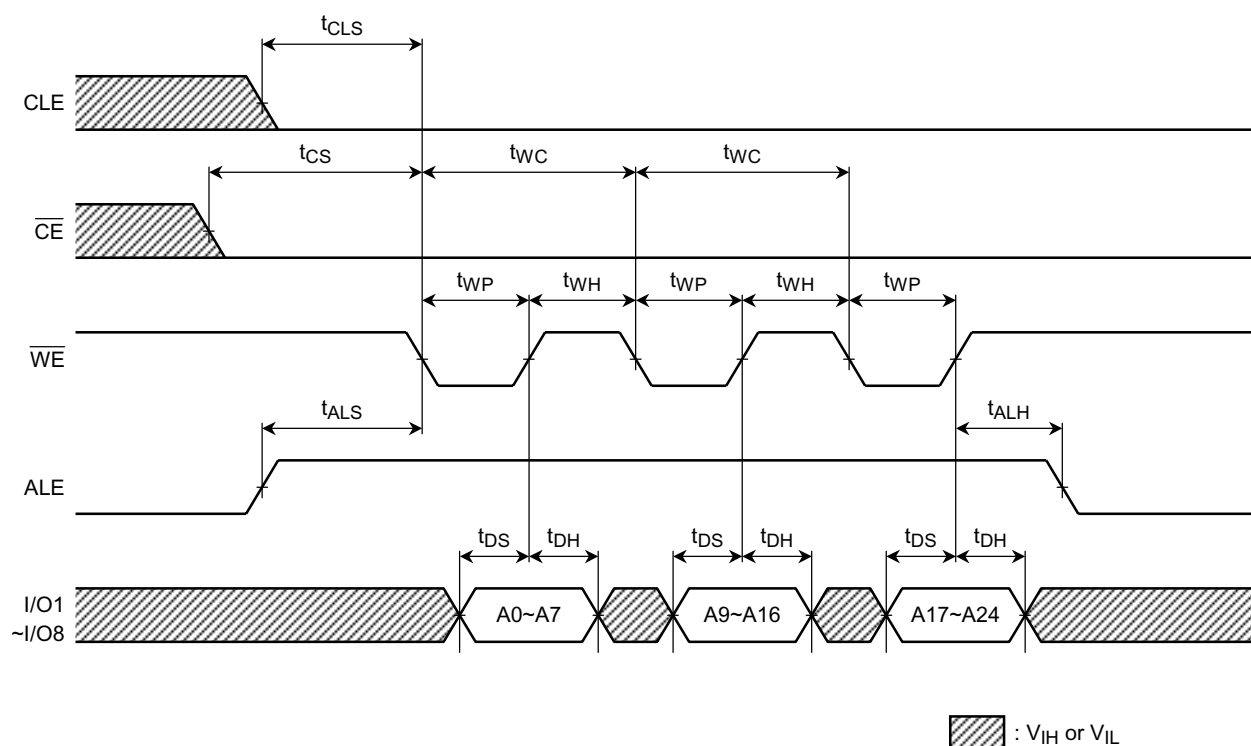 tCLS
CLE
tCS tWC tWC
CE
tWP tWH tWP tWH tWP
WE
tALS tALH
ALE
tDS tDH tDS tDH tDS tDH
I/O1
~I/O8
A0~A7 A9~A16 A17~A24
: VIH or VIL